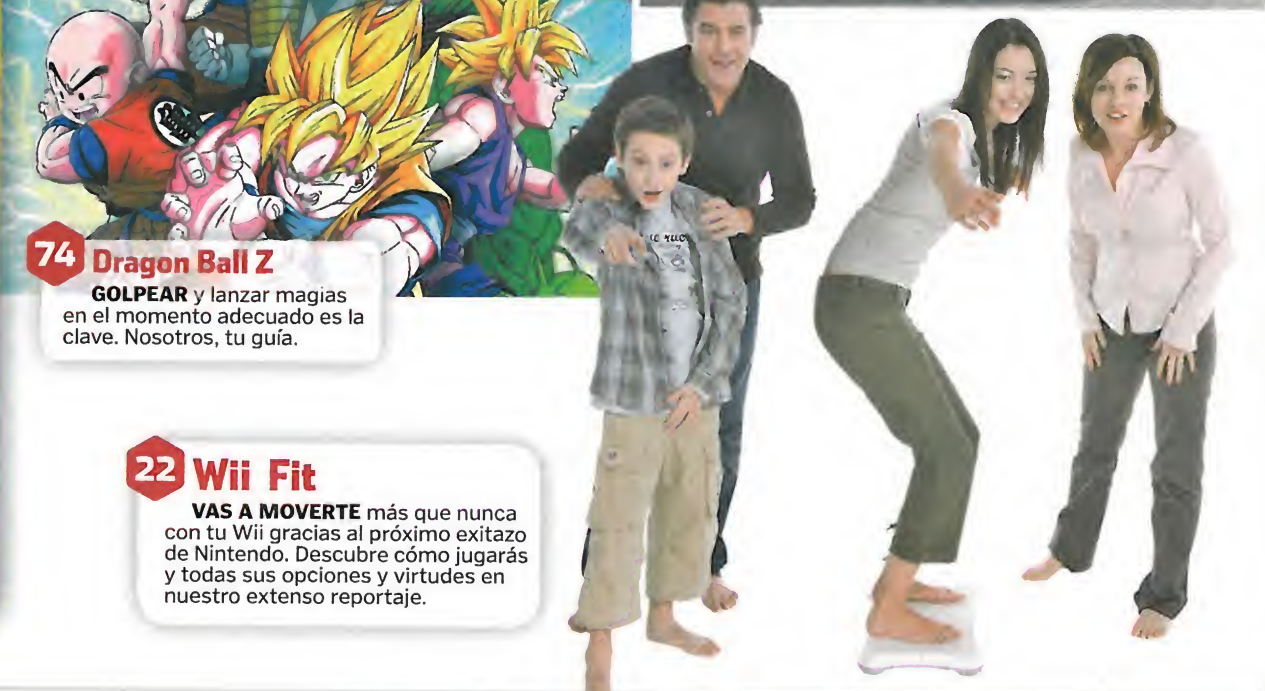 74 Dragon Ball Z
GOLPEAR y lanzar magias
en el momento adecuado es la
clave. Nosotros, tu guía.
22 Wii Fit
VAS A MOVERTE más que nunca
con tu Wii gracias al próximo exitazo
de Nintendo. Descubre cómo jugarás
y todas sus opciones y virtudes en
nuestro extenso reportaje.